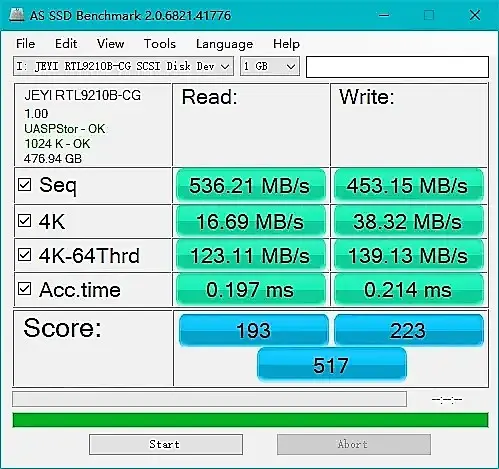 AS SSD Benchmark 2.0.6821.41776
File Edit View Tools Language Help
I: JEYI RTL9210B-CG SCSI Disk Dev 1 GB
JEYI RTL9210B-CG
1.00
UASPStor - OK
1024 K - OK
476.94 GB
Read: Write:
Seq 536.21 MB/s 453.15 MB/s
4K 16.69 MB/s 38.32 MB/s
4K-64Thrd 123.11 MB/s 139.13 MB/s
Acc.time 0.197 ms 0.214 ms
Score: 193 223
517
--:--:--
Start Abort